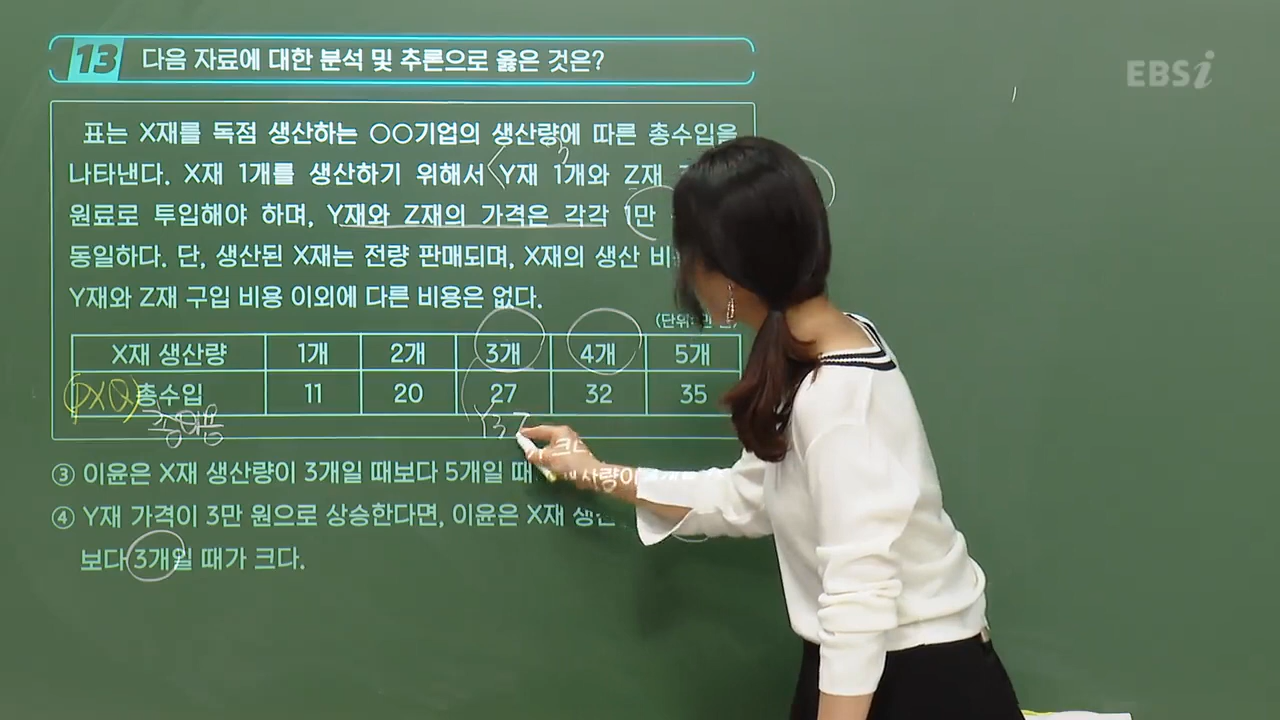 13 다음 자료에 대한 분석 및 추론으로 옳은 것은?
EBSi
표는 X재를 독점 생산하는 ○○기업의 생산량에 따른 총수입을
나타낸다. X재 1개를 생산하기 위해서 Y재 1개와 Z재
3
원료로 투입해야 하며, Y재와 Z재의 가격은 각각 1만
동일하다. 단, 생산된 X재는 전량 판매되며, X재의 생산
Y재와 Z재 구입 비용 이외에 다른 비용은 없다.
X재 생산량 1개 2개 3개 4개 5개
(P×Q) 총수입 11 20 27 32 35
총비용 Y3 Z
③ 이윤은 X재 생산량이 3개일 때보다 5개일 때 크다
④ Y재 가격이 3만 원으로 상승한다면, 이윤은 X재
보다 3개일 때가 크다.